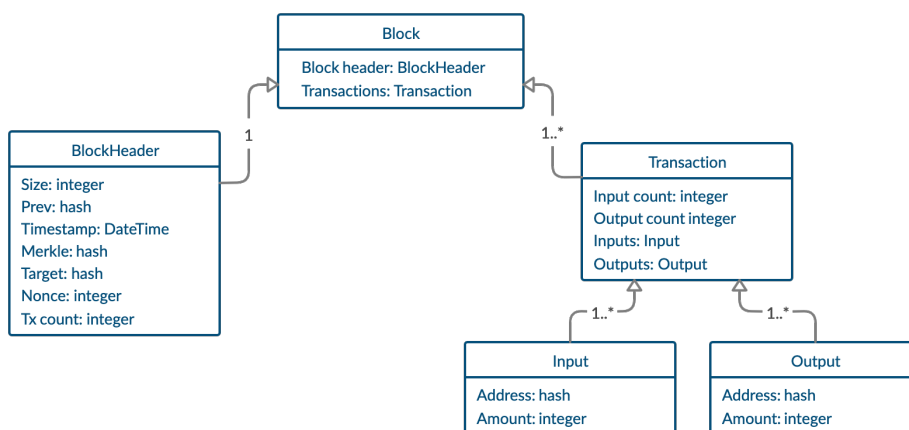 Block
Block header: BlockHeader
Transactions: Transaction
1
1..*
BlockHeader
Size: integer
Prev: hash
Timestamp: DateTime
Merkle: hash
Target: hash
Nonce: integer
Tx count: integer
Transaction
Input count: integer
Output count integer
Inputs: Input
Outputs: Output
1..*
1..*
Input
Address: hash
Amount: integer
Output
Address: hash
Amount: integer